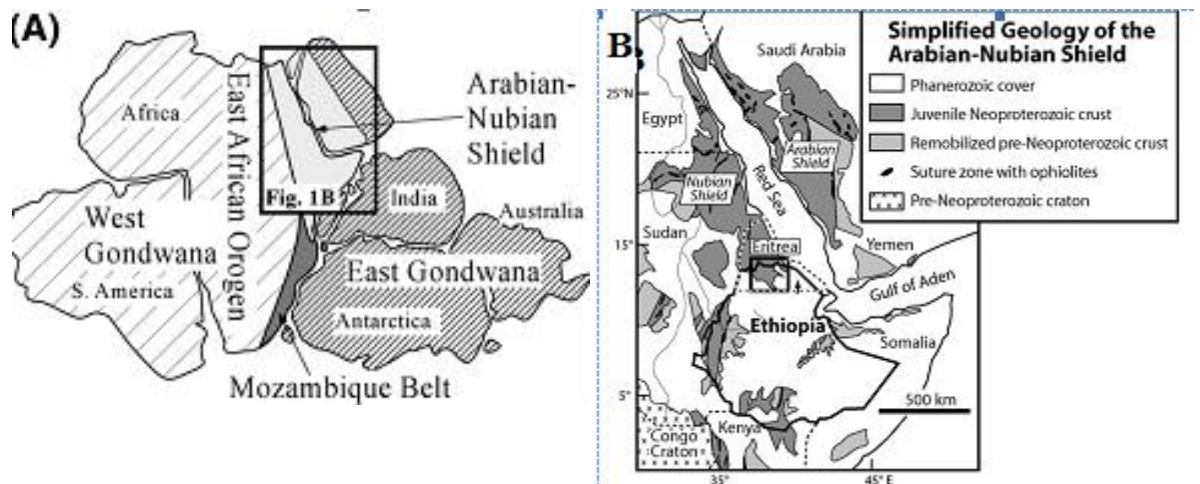 (A)
Africa
East African Orogen
Arabian-
Nubian
Shield
Fig. 1B
India
Australia
West
Gondwana
S. America
East Gondwana
Antarctica
Mozambique Belt
B
Saudi Arabia
Simplified Geology of the
Arabian-Nubian Shield
Phanerozoic cover
Juvenile Neoproterozoic crust
Remobilized pre-Neoproterozoic crust
Suture zone with ophiolites
Pre-Neoproterozoic craton
25°N
Egypt
Arabian
Shield
Nubian
Shield
Red Sea
Sudan
15°
Eritrea
Yemen
Gulf of Aden
Ethiopia
Somalia
5°
500 km
Kenya
Congo
Craton
35°
45° E